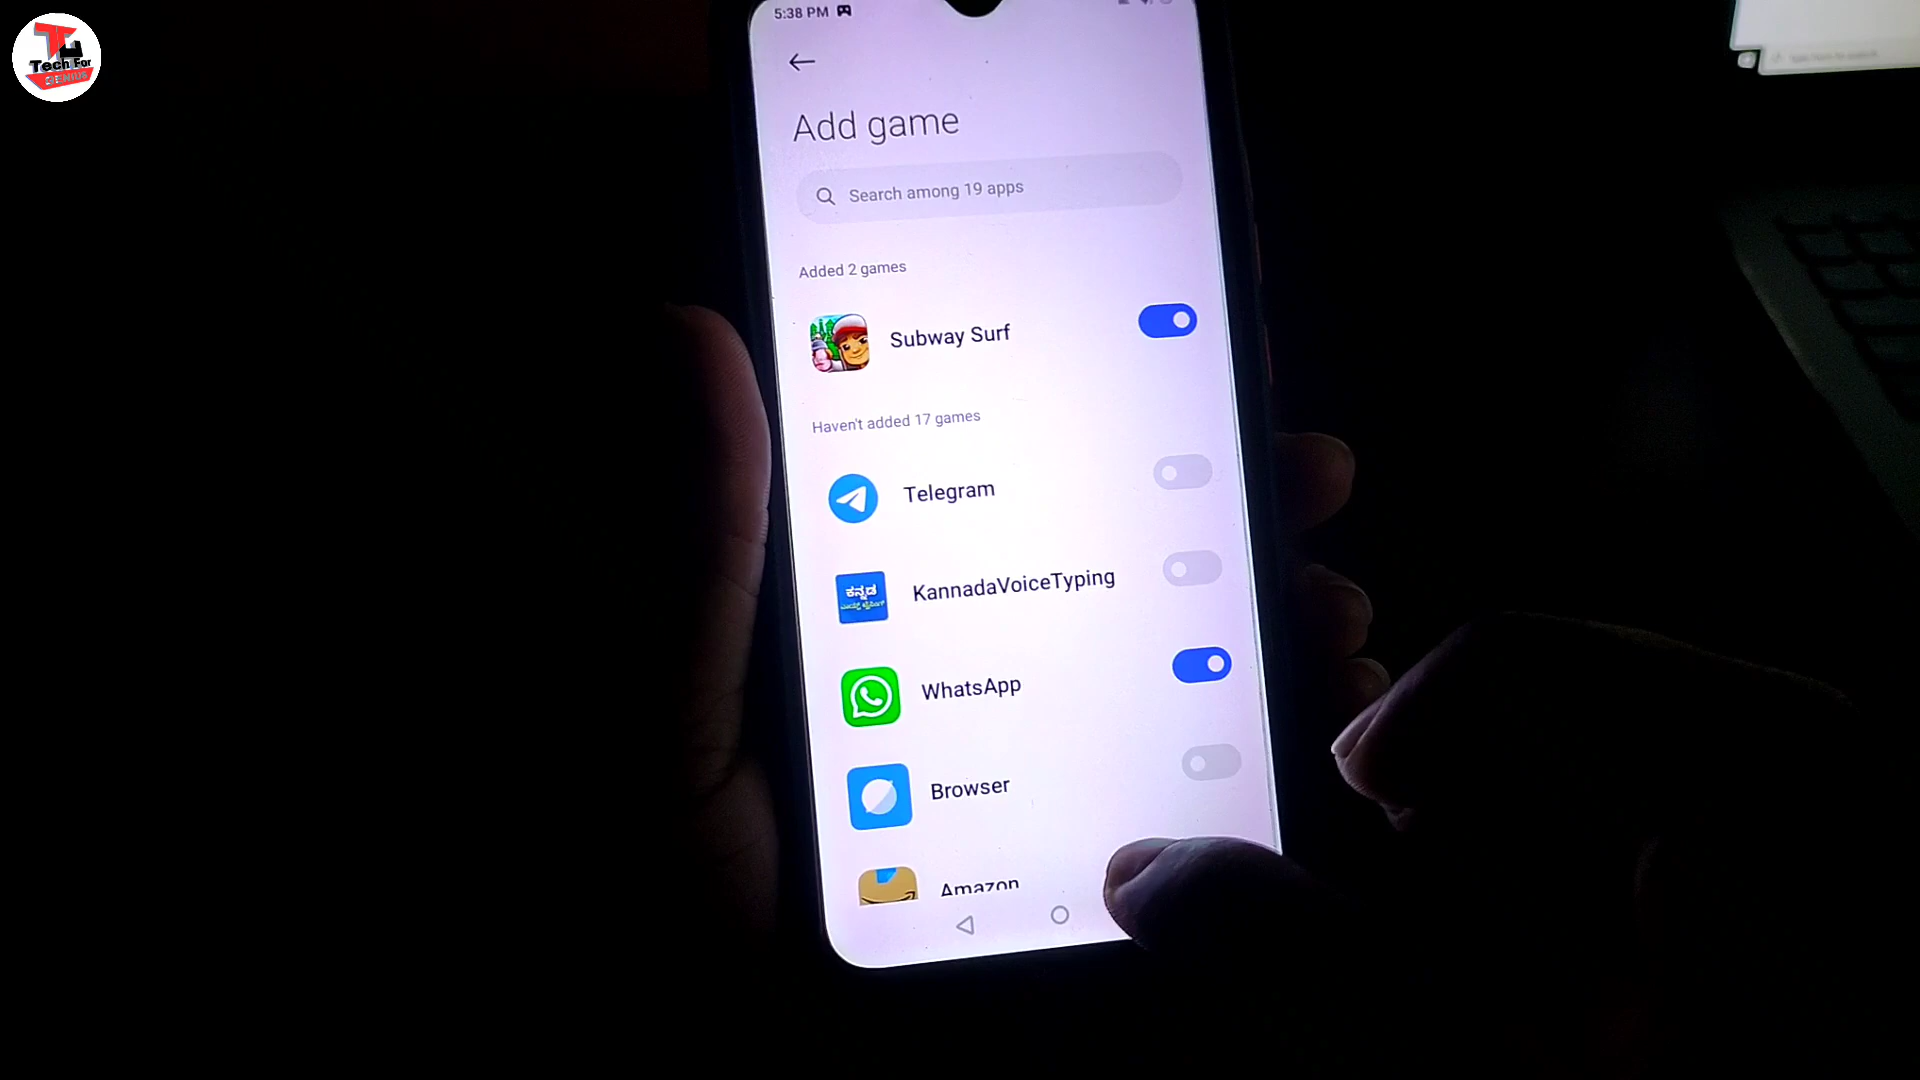 Tech For
GENIUS
5:38 PM
Add game
Search among 19 apps
Added 2 games
Subway Surf
Haven't added 17 games
Telegram
ಕನ್ನಡ
KannadaVoiceTyping
WhatsApp
Browser
Amazon